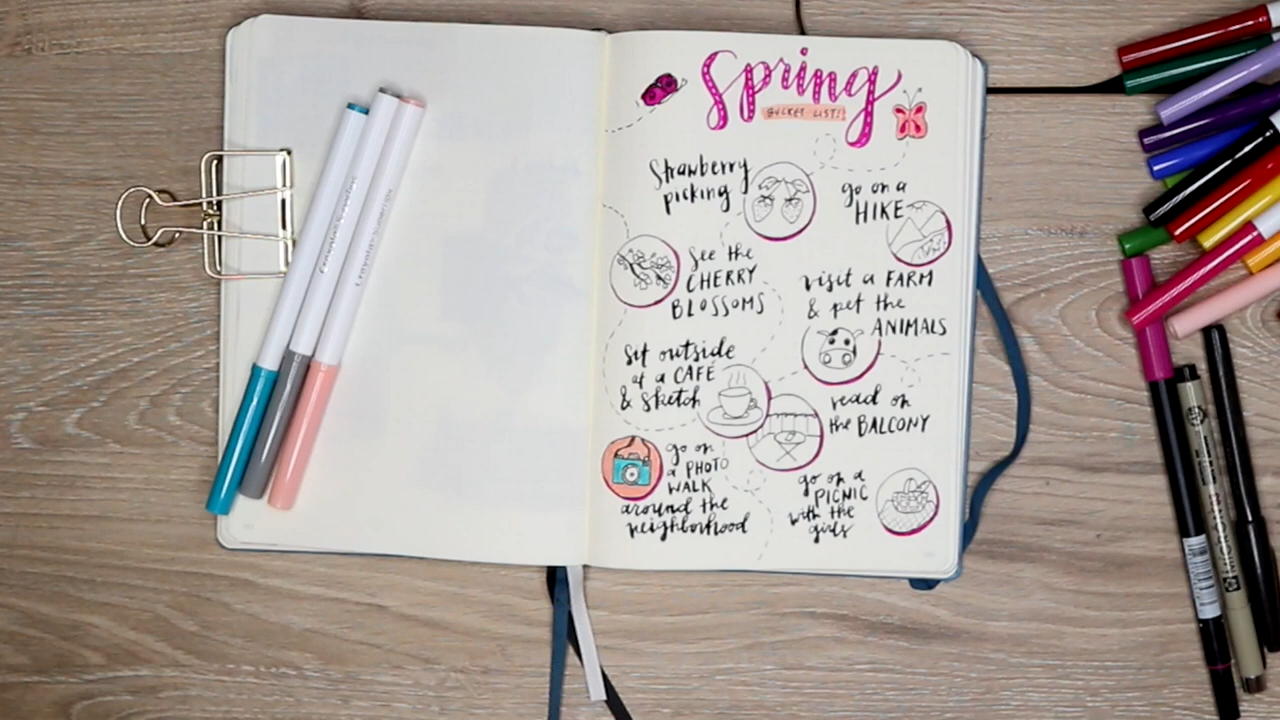 Spring
BUCKET LIST!
Strawberry
picking
go on a
HIKE
See the
CHERRY
BLOSSOMS
visit a FARM
& pet the
ANIMALS
sit outside
at a CAFÉ
& sketch
read on
the BALCONY
go on
a PHOTO
WALK
around the
neighborhood
go on a
PICNIC
with the
girls
MICRON